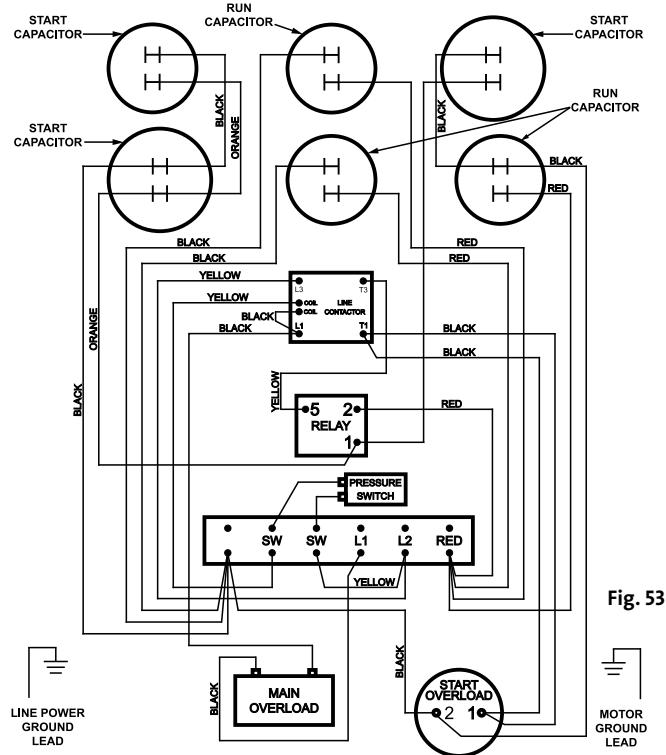 START
CAPACITOR
RUN
CAPACITOR
START
CAPACITOR
BLACK
ORANGE
BLACK
RUN
CAPACITOR
START
CAPACITOR
BLACK
RED
BLACK
RED
YELLOW
BLACK
RED
YELLOW
L3
T3
COIL
COIL
LINE
CONTACTOR
BLACK
L1
T1
BLACK
BLACK
BLACK
ORANGE
BLACK
YELLOW
5
2
RELAY
1
RED
PRESSURE
SWITCH
SW
SW
L1
L2
RED
YELLOW
Fig. 53
BLACK
BLACK
MAIN
OVERLOAD
START
OVERLOAD
2
1
LINE POWER
GROUND
LEAD
MOTOR
GROUND
LEAD